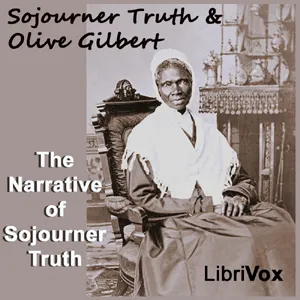 Sojourner Truth &
Olive Gilbert
The
Narrative
of
Sojourner
Truth
LibriVox